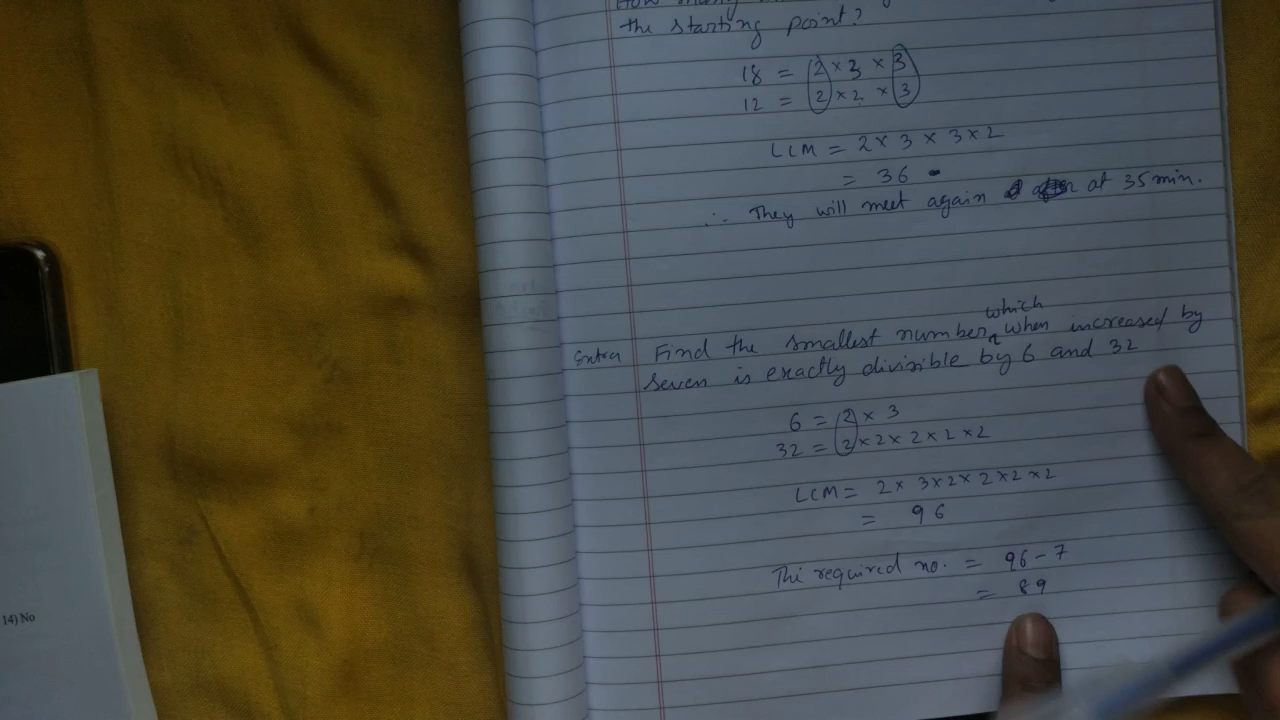 the starting point?
18 = 2 × 3 × 3
12 = 2 × 2 × 3
LCM = 2 × 3 × 3 × 2
= 36
∴ They will meet again at 35 min.
which
Extra Find the smallest number when increased by
seven is exactly divisible by 6 and 32
6 = 2 × 3
32 = 2 × 2 × 2 × 2 × 2
LCM = 2 × 3 × 2 × 2 × 2 × 2
= 96
The required no. = 96 - 7
= 89
14) No